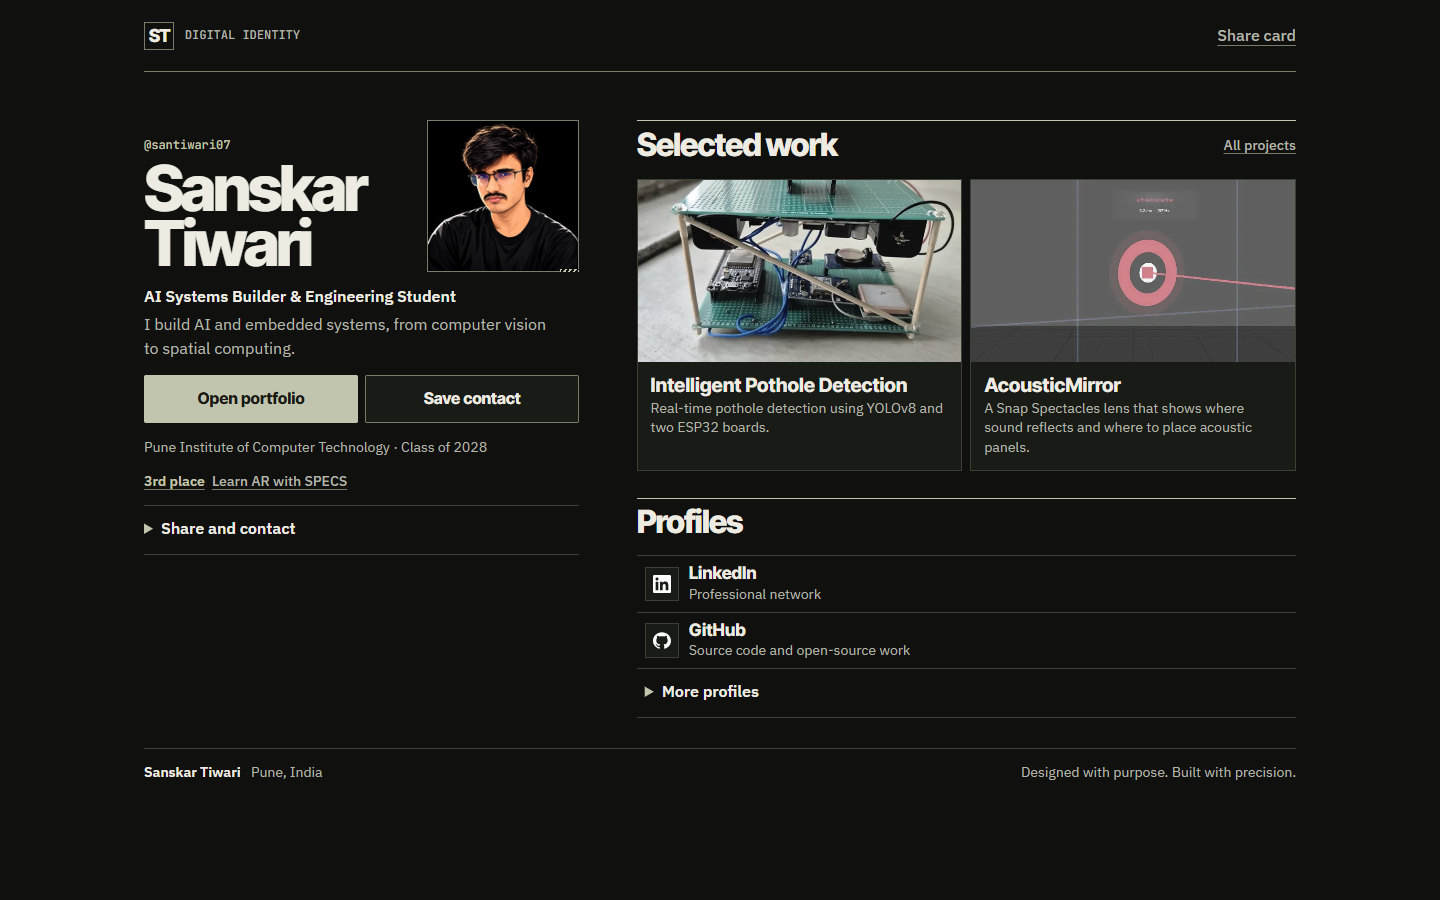 ST DIGITAL IDENTITY
Share card
@santiwari07
Sanskar
Tiwari
AI Systems Builder & Engineering Student
I build AI and embedded systems, from computer vision
to spatial computing.
Open portfolio
Save contact
Pune Institute of Computer Technology · Class of 2028
3rd place Learn AR with SPECS
Share and contact
Selected work
All projects
Intelligent Pothole Detection
Real-time pothole detection using YOLOv8 and
two ESP32 boards.
AcousticMirror
A Snap Spectacles lens that shows where
sound reflects and where to place acoustic
panels.
Profiles
LinkedIn
Professional network
GitHub
Source code and open-source work
More profiles
Sanskar Tiwari Pune, India
Designed with purpose. Built with precision.